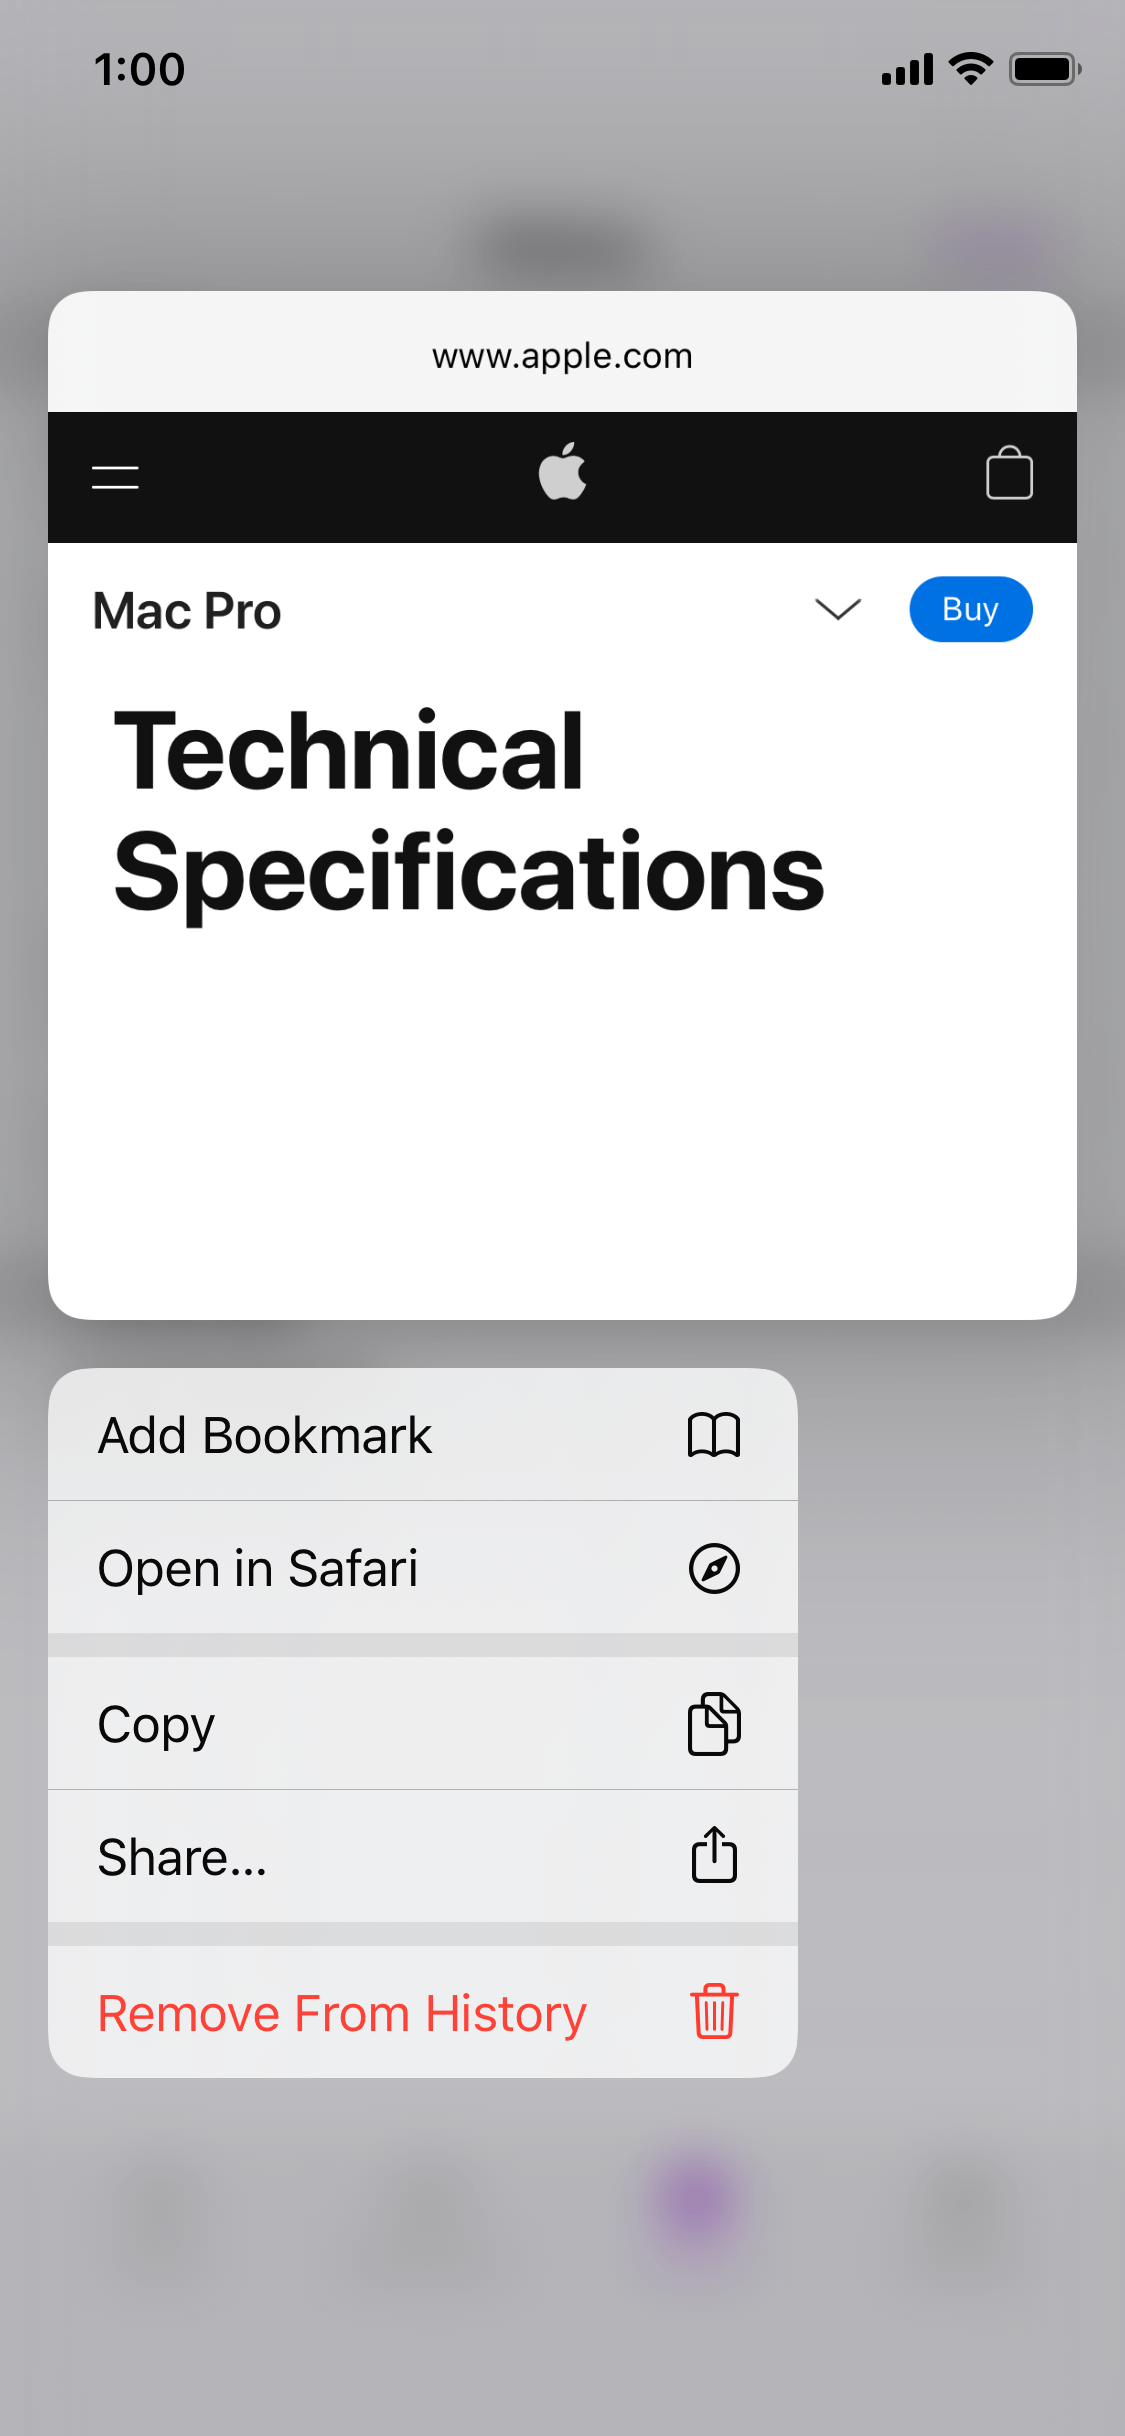 1:00
www.apple.com
Mac Pro
Buy
Technical
Specifications
Add Bookmark
Open in Safari
Copy
Share...
Remove From History